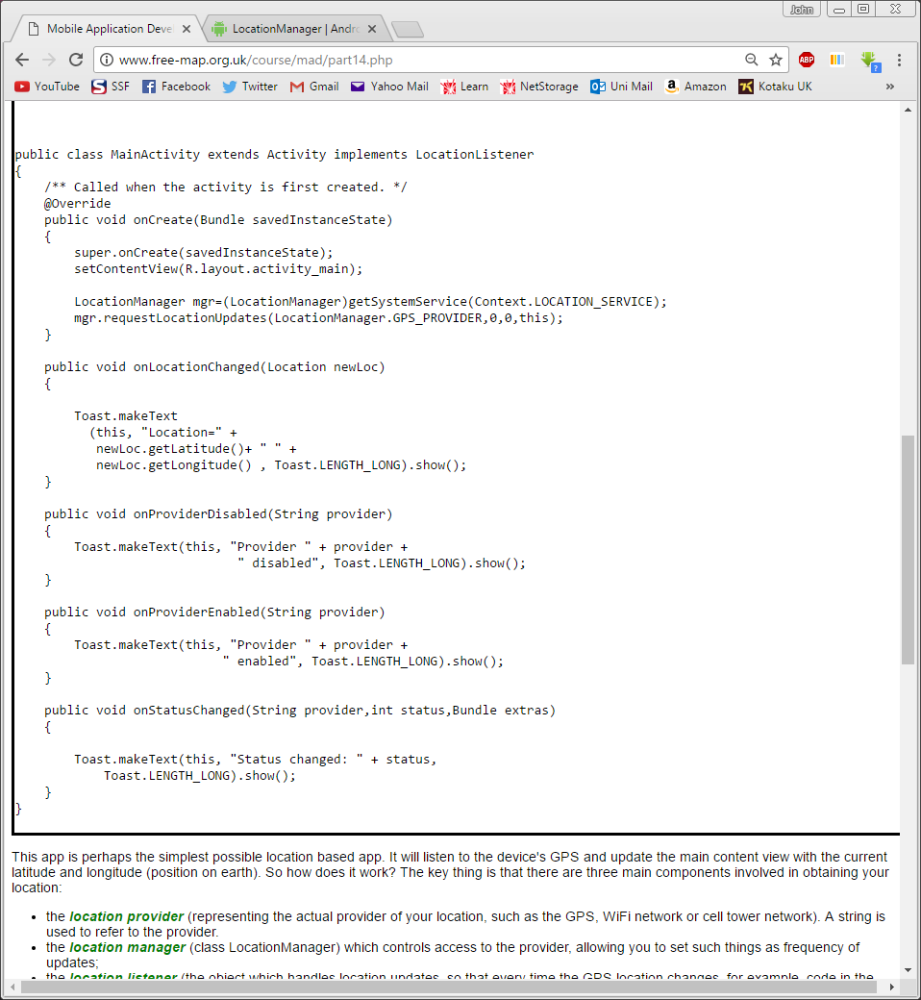 John
Mobile Application Deve
LocationManager | Andro
www.free-map.org.uk/course/mad/part14.php
ABP
?
YouTube
S SSF
Facebook
Twitter
Gmail
Yahoo Mail
Learn
NetStorage
Uni Mail
Amazon
Kotaku UK
»
public class MainActivity extends Activity implements LocationListener
{
    /** Called when the activity is first created. */
    @Override
    public void onCreate(Bundle savedInstanceState)
    {
        super.onCreate(savedInstanceState);
        setContentView(R.layout.activity_main);

        LocationManager mgr=(LocationManager)getSystemService(Context.LOCATION_SERVICE);
        mgr.requestLocationUpdates(LocationManager.GPS_PROVIDER,0,0,this);
    }

    public void onLocationChanged(Location newLoc)
    {

        Toast.makeText
          (this, "Location=" +
           newLoc.getLatitude()+ " " +
           newLoc.getLongitude() , Toast.LENGTH_LONG).show();
    }

    public void onProviderDisabled(String provider)
    {
        Toast.makeText(this, "Provider " + provider +
                              " disabled", Toast.LENGTH_LONG).show();
    }

    public void onProviderEnabled(String provider)
    {
        Toast.makeText(this, "Provider " + provider +
                            " enabled", Toast.LENGTH_LONG).show();
    }

    public void onStatusChanged(String provider,int status,Bundle extras)
    {

        Toast.makeText(this, "Status changed: " + status,
            Toast.LENGTH_LONG).show();
    }
}
This app is perhaps the simplest possible location based app. It will listen to the device's GPS and update the main content view with the current
latitude and longitude (position on earth). So how does it work? The key thing is that there are three main components involved in obtaining your
location:
• the location provider (representing the actual provider of your location, such as the GPS, WiFi network or cell tower network). A string is
used to refer to the provider.
• the location manager (class LocationManager) which controls access to the provider, allowing you to set such things as frequency of
updates;
• the location listener (the object which handles location updates, so that every time the GPS location changes, for example, code in the